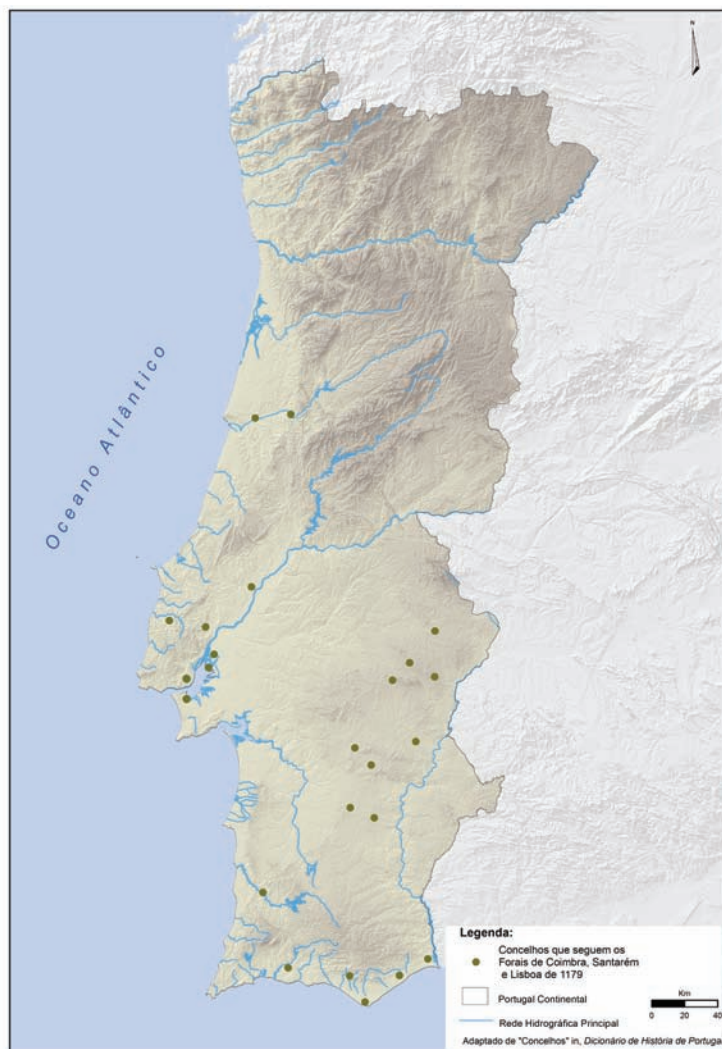 N
Oceano Atlântico
Legenda:
Concelhos que seguem os
Forais de Coimbra, Santarém
e Lisboa de 1179
Portugal Continental
Rede Hidrográfica Principal
Km
0 20 40
Adaptado de "Concelhos" in, Dicionário de História de Portugal